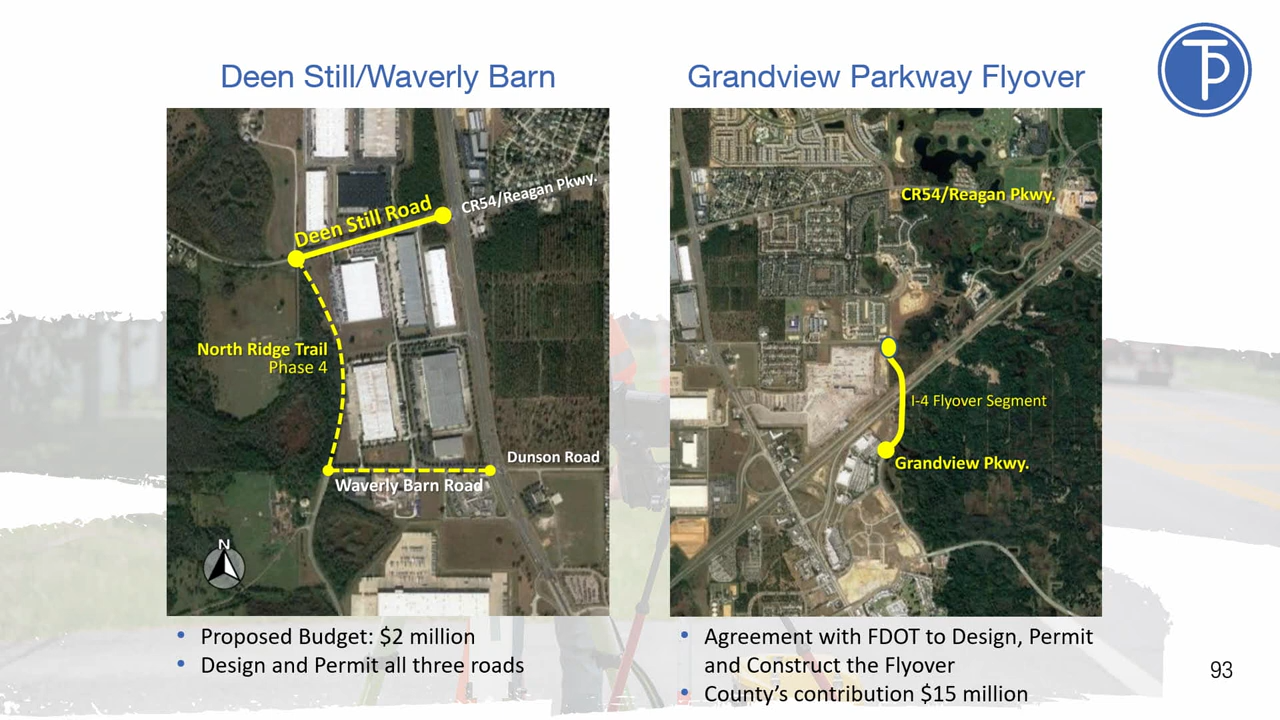 Deen Still/Waverly Barn
Deen Still Road
CR54/Reagan Pkwy.
North Ridge Trail
Phase 4
Dunson Road
Waverly Barn Road
N
• Proposed Budget: $2 million
• Design and Permit all three roads
Grandview Parkway Flyover
CR54/Reagan Pkwy.
I-4 Flyover Segment
Grandview Pkwy.
• Agreement with FDOT to Design, Permit
and Construct the Flyover
• County’s contribution $15 million
TP
93